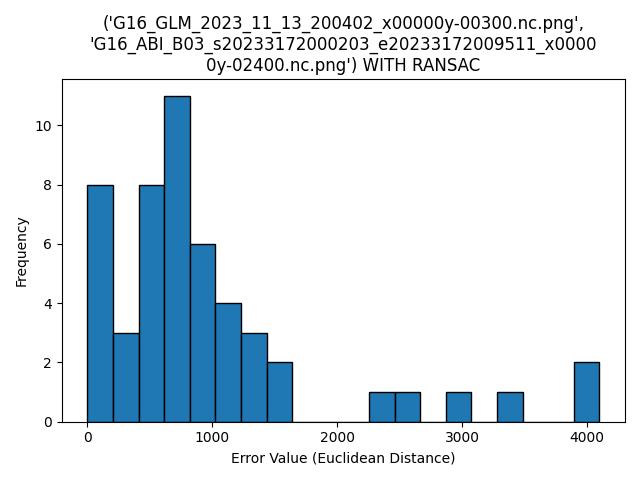 ('G16_GLM_2023_11_13_200402_x00000y-00300.nc.png',
'G16_ABI_B03_s20233172000203_e20233172009511_x0000
0y-02400.nc.png') WITH RANSAC
10
8
6
4
2
0
Frequency
0 1000 2000 3000 4000
Error Value (Euclidean Distance)